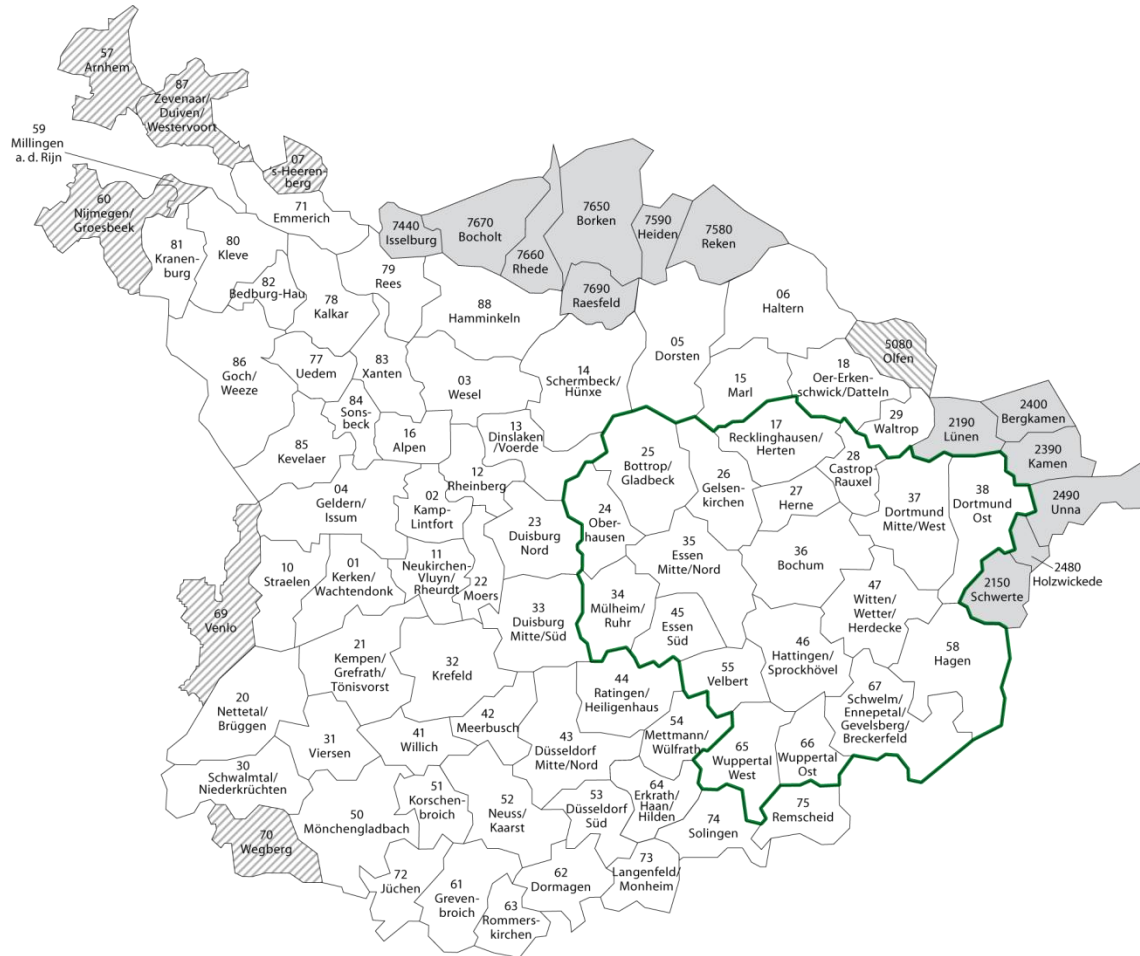 57
Arnhem
87
Zevenaar/
Duiven/
Westervoort
59
Millingen
a. d. Rijn
07
's-Heeren-
berg
60
Nijmegen/
Groesbeek
71
Emmerich
7440
Isselburg
7670
Bocholt
7660
Rhede
7650
Borken
7590
Heiden
7580
Reken
7690
Raesfeld
81
Kranen-
burg
80
Kleve
82
Bedburg-Hau
78
Kalkar
79
Rees
88
Hamminkeln
06
Haltern
05
Dorsten
5080
Olfen
86
Goch/
Weeze
77
Uedem
83
Xanten
03
Wesel
14
Schermbeck/
Hünxe
15
Marl
18
Oer-Erken-
schwick/Datteln
84
Sons-
beck
16
Alpen
13
Dinslaken
/Voerde
29
Waltrop
2190
Lünen
2400
Bergkamen
2390
Kamen
2490
Unna
2480
Holzwickede
2150
Schwerte
85
Kevelaer
12
Rheinberg
25
Bottrop/
Gladbeck
17
Recklinghausen/
Herten
28
Castrop-
Rauxel
26
Gelsen-
kirchen
27
Herne
37
Dortmund
Mitte/West
38
Dortmund
Ost
04
Geldern/
Issum
02
Kamp-
Lintfort
23
Duisburg
Nord
24
Ober-
hausen
35
Essen
Mitte/Nord
36
Bochum
10
Straelen
01
Kerken/
Wachtendonk
11
Neukirchen-
Vluyn/
Rheurdt
22
Moers
33
Duisburg
Mitte/Süd
34
Mülheim/
Ruhr
45
Essen
Süd
47
Witten/
Wetter/
Herdecke
69
Venlo
21
Kempen/
Grefrath/
Tönisvorst
32
Krefeld
46
Hattingen/
Sprockhövel
58
Hagen
44
Ratingen/
Heiligenhaus
55
Velbert
67
Schwelm/
Ennepetal/
Gevelsberg/
Breckerfeld
20
Nettetal/
Brüggen
31
Viersen
41
Willich
42
Meerbusch
43
Düsseldorf
Mitte/Nord
54
Mettmann/
Wülfrath
65
Wuppertal
West
66
Wuppertal
Ost
30
Schwalmtal/
Niederkrüchten
50
Mönchengladbach
51
Korschen-
broich
52
Neuss/
Kaarst
53
Düsseldorf
Süd
64
Erkrath/
Haan/
Hilden
74
Solingen
75
Remscheid
70
Wegberg
72
Jüchen
61
Greven-
broich
63
Rommers-
kirchen
62
Dormagen
73
Langenfeld/
Monheim